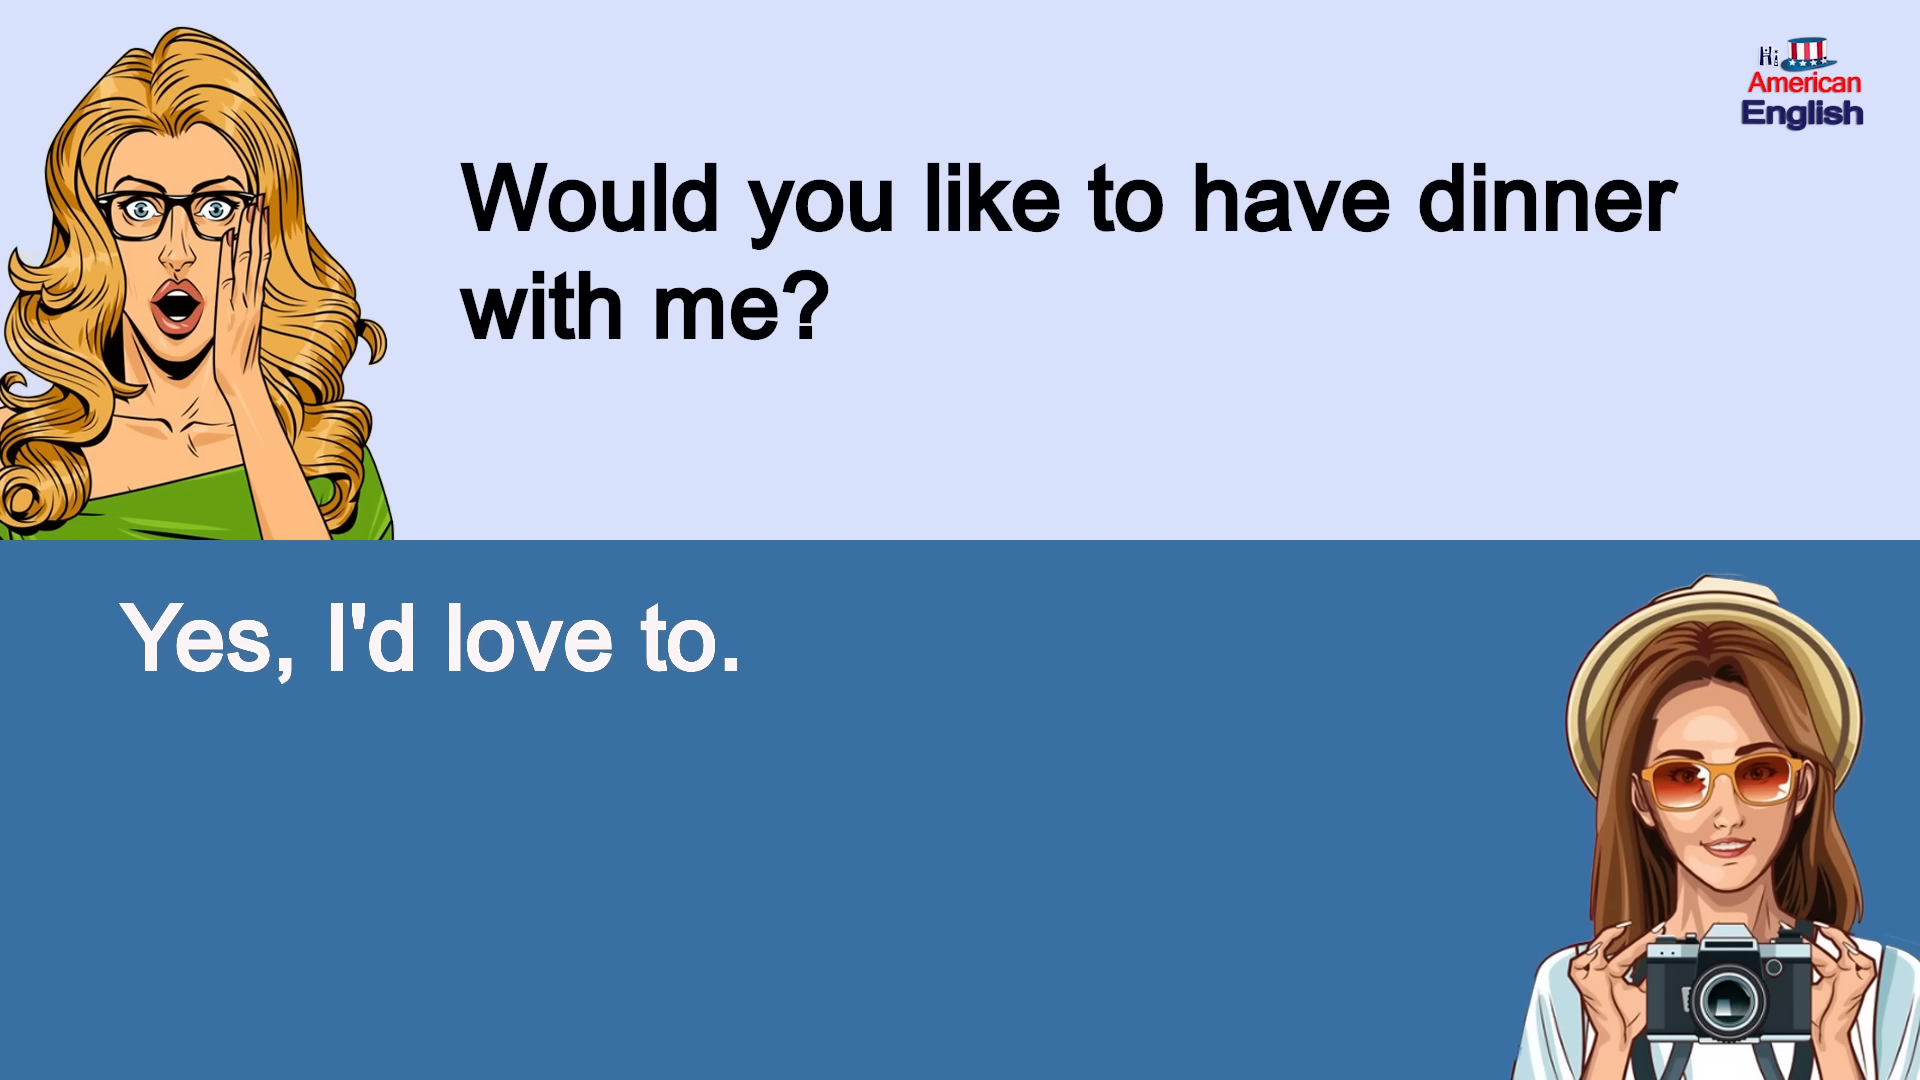 Hi
American
English
Would you like to have dinner
with me?
Yes, I'd love to.